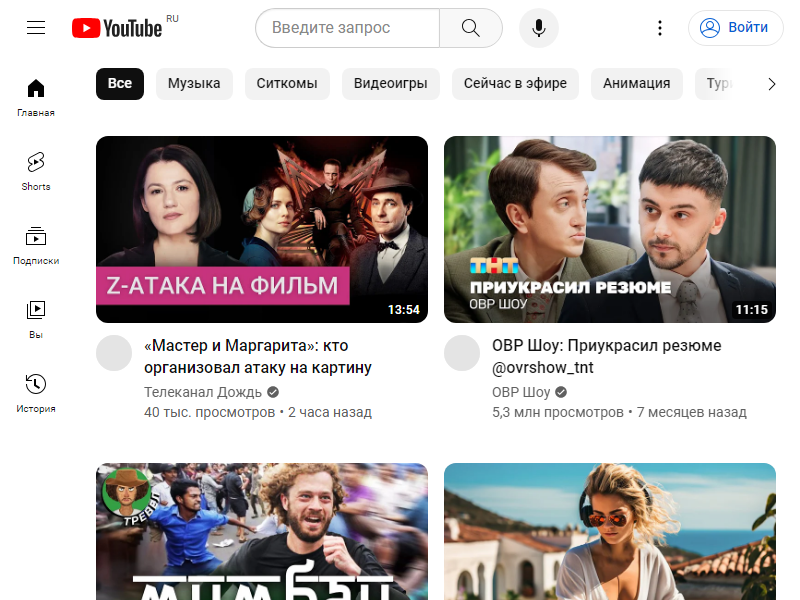 YouTube RU
Введите запрос
Войти
Все
Музыка
Ситкомы
Видеоигры
Сейчас в эфире
Анимация
Главная
Shorts
Подписки
Вы
История
Z-АТАКА НА ФИЛЬМ
13:54
ТНТ
ПРИУКРАСИЛ РЕЗЮМЕ
ОВР ШОУ
11:15
«Мастер и Маргарита»: кто
организовал атаку на картину
Телеканал Дождь
40 тыс. просмотров • 2 часа назад
ОВР Шоу: Приукрасил резюме
@ovrshow_tnt
ОВР Шоу
5,3 млн просмотров • 7 месяцев назад
ТРЕВЕЛ